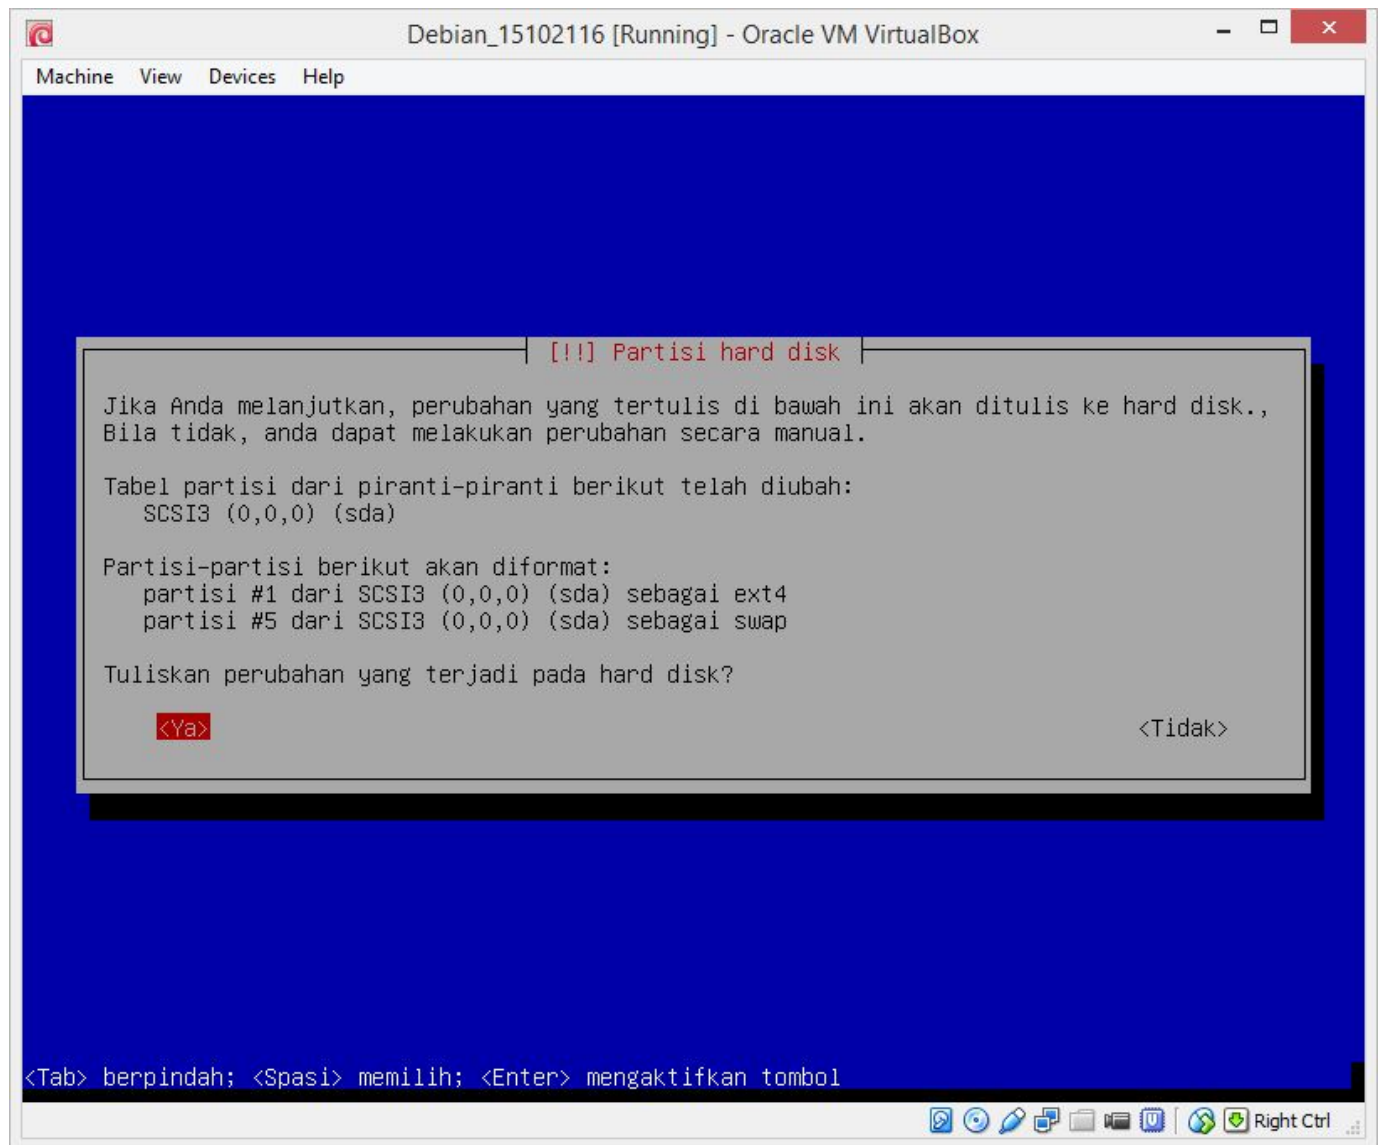 Debian_15102116 [Running] - Oracle VM VirtualBox
Machine View Devices Help
[!!] Partisi hard disk
Jika Anda melanjutkan, perubahan yang tertulis di bawah ini akan ditulis ke hard disk.,
Bila tidak, anda dapat melakukan perubahan secara manual.
Tabel partisi dari piranti-piranti berikut telah diubah:
SCSI3 (0,0,0) (sda)
Partisi-partisi berikut akan diformat:
partisi #1 dari SCSI3 (0,0,0) (sda) sebagai ext4
partisi #5 dari SCSI3 (0,0,0) (sda) sebagai swap
Tuliskan perubahan yang terjadi pada hard disk?
<Ya> <Tidak>
<Tab> berpindah; <Spasi> memilih; <Enter> mengaktifkan tombol
Right Ctrl